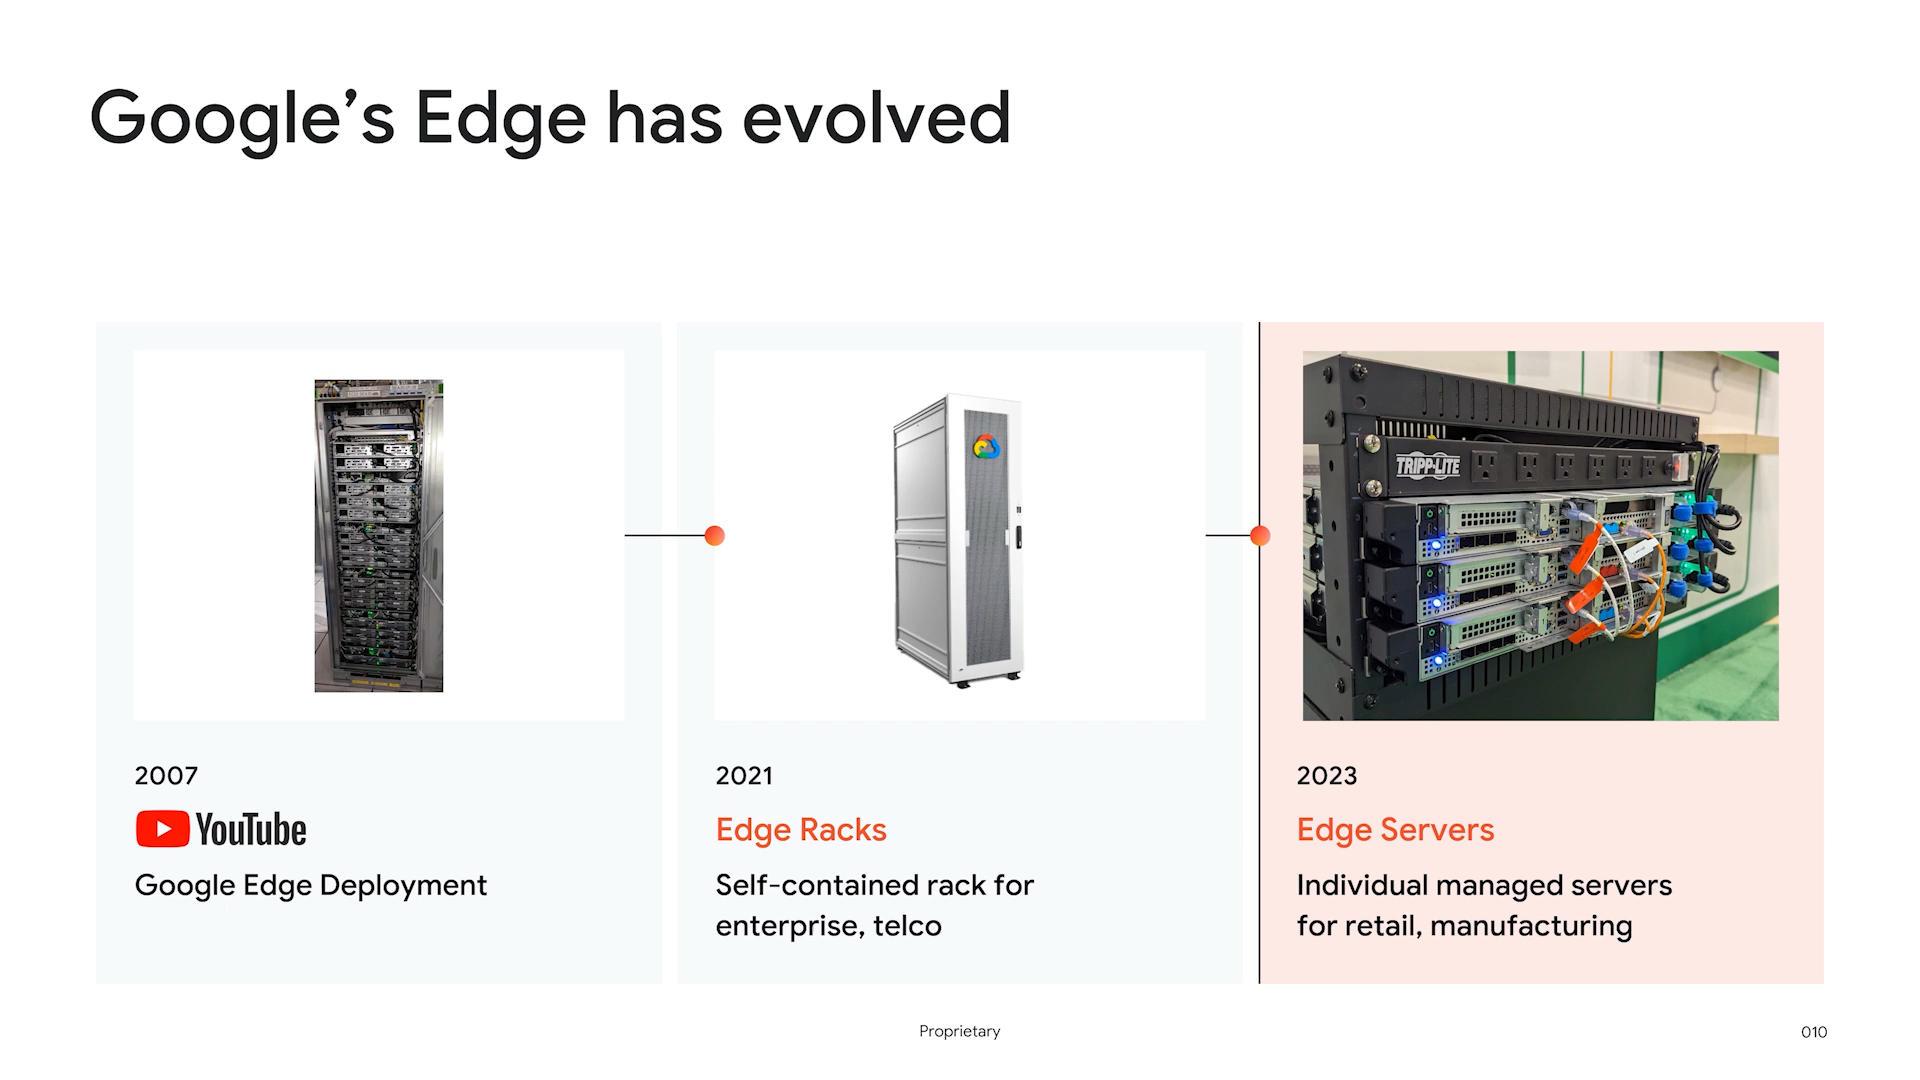 Google’s Edge has evolved
TRIPP·LITE
2007
YouTube
Google Edge Deployment
2021
Edge Racks
Self-contained rack for
enterprise, telco
2023
Edge Servers
Individual managed servers
for retail, manufacturing
Proprietary
010